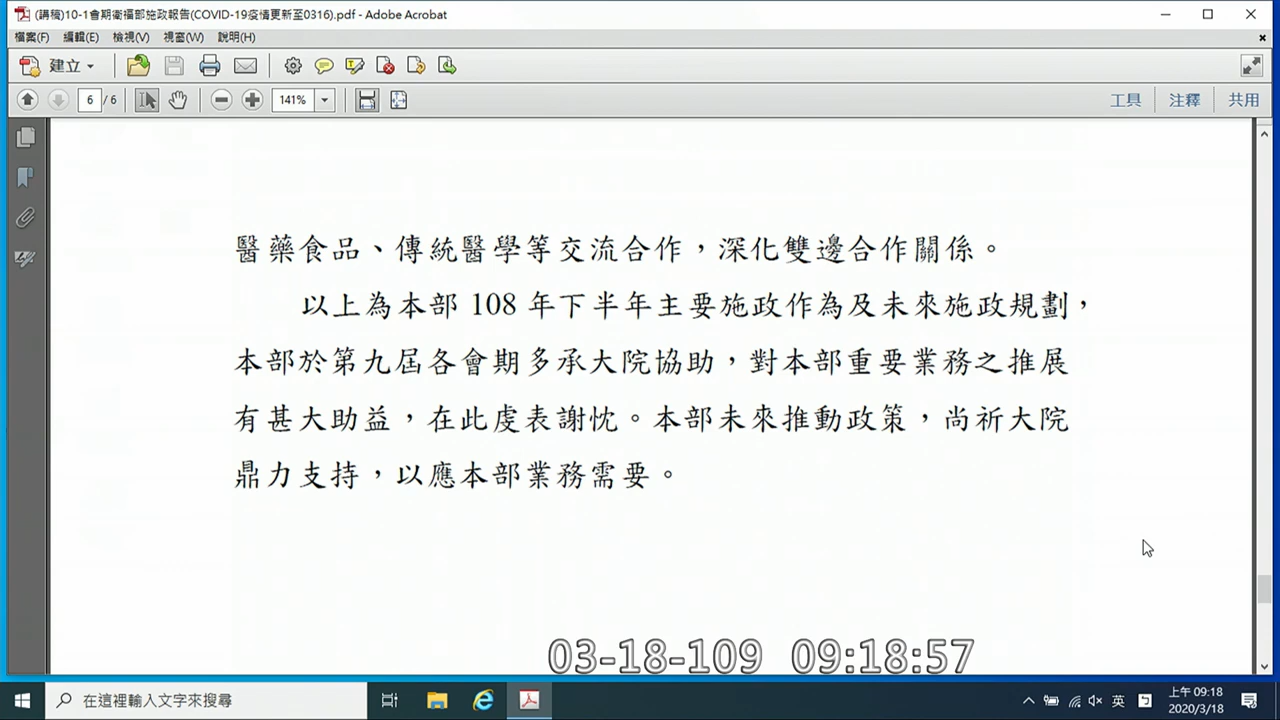 (講稿)10-1會期衛福部施政報告(COVID-19疫情更新至0316).pdf - Adobe Acrobat
檔案(F) 編輯(E) 檢視(V) 視窗(W) 說明(H)
建立
6 / 6 141% 工具 注釋 共用
醫藥食品、傳統醫學等交流合作，深化雙邊合作關係。
以上為本部 108 年下半年主要施政作為及未來施政規劃，
本部於第九屆各會期多承大院協助，對本部重要業務之推展
有甚大助益，在此虔表謝忱。本部未來推動政策，尚祈大院
鼎力支持，以應本部業務需要。
03-18-109 09:18:57
在這裡輸入文字來搜尋
英
上午 09:18
2020/3/18